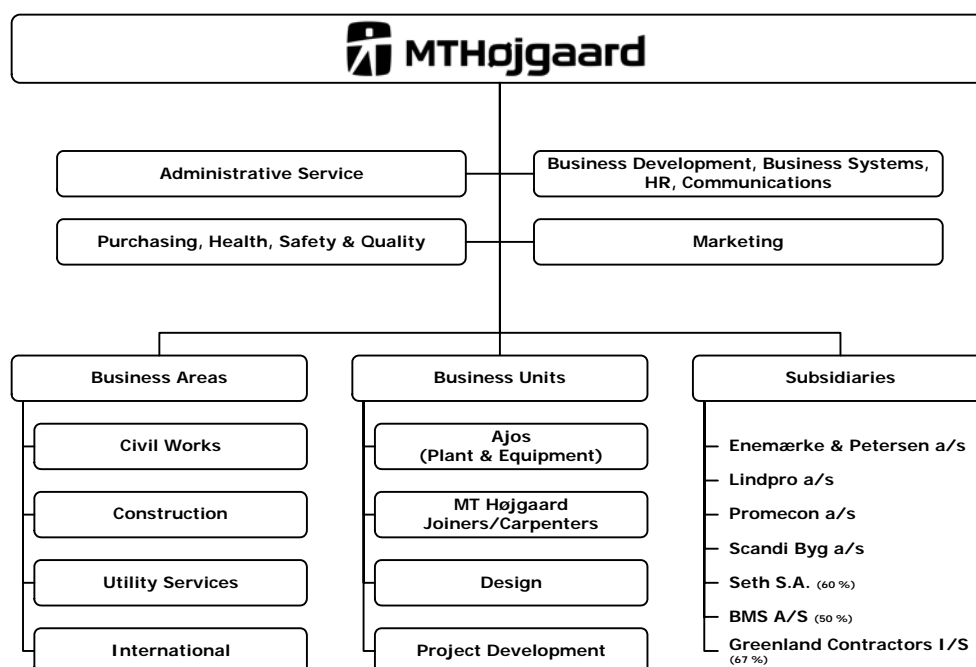 MTHøjgaard
Administrative Service
Business Development, Business Systems,
HR, Communications
Purchasing, Health, Safety & Quality
Marketing
Business Areas
Civil Works
Construction
Utility Services
International
Business Units
Ajos
(Plant & Equipment)
MT Højgaard
Joiners/Carpenters
Design
Project Development
Subsidiaries
Enemærke & Petersen a/s
Lindpro a/s
Promecon a/s
Scandi Byg a/s
Seth S.A. (60 %)
BMS A/S (50 %)
Greenland Contractors I/S
(67 %)